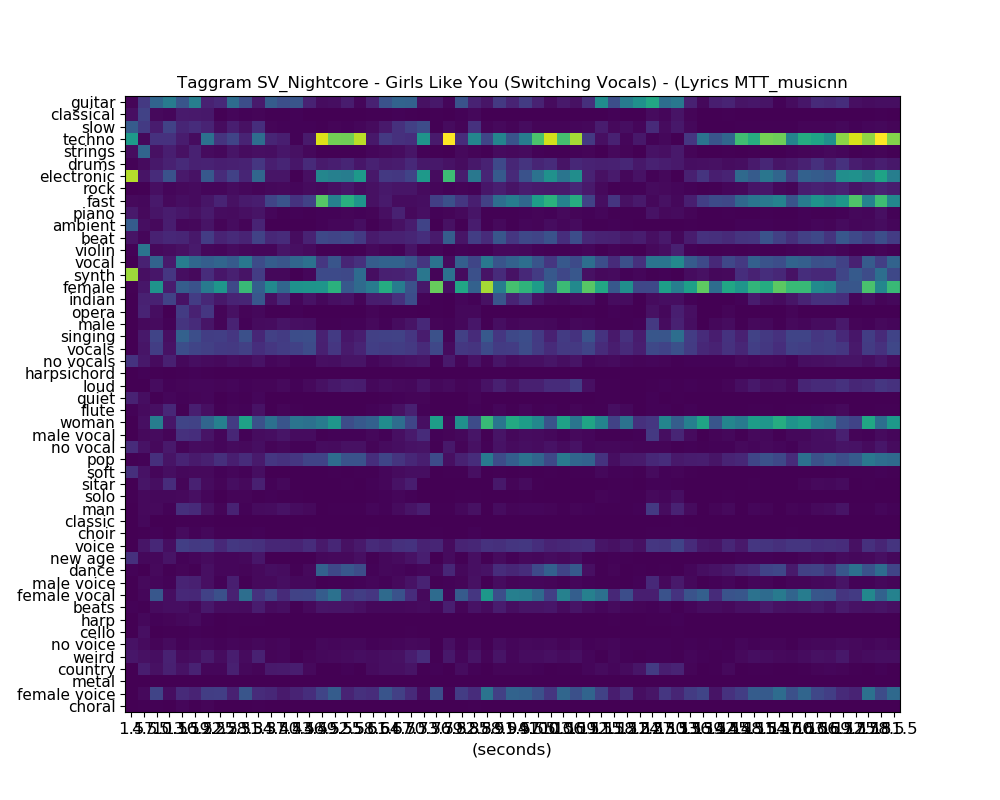 Taggram SV_Nightcore - Girls Like You (Switching Vocals) - (Lyrics MTT_musicnn
guitar
classical
slow
techno
strings
drums
electronic
rock
fast
piano
ambient
beat
violin
vocal
synth
female
indian
opera
male
singing
vocals
no vocals
harpsichord
loud
quiet
flute
woman
male vocal
no vocal
pop
soft
sitar
solo
man
classic
choir
voice
new age
dance
male voice
female vocal
beats
harp
cello
no voice
weird
country
metal
female voice
choral
(seconds)